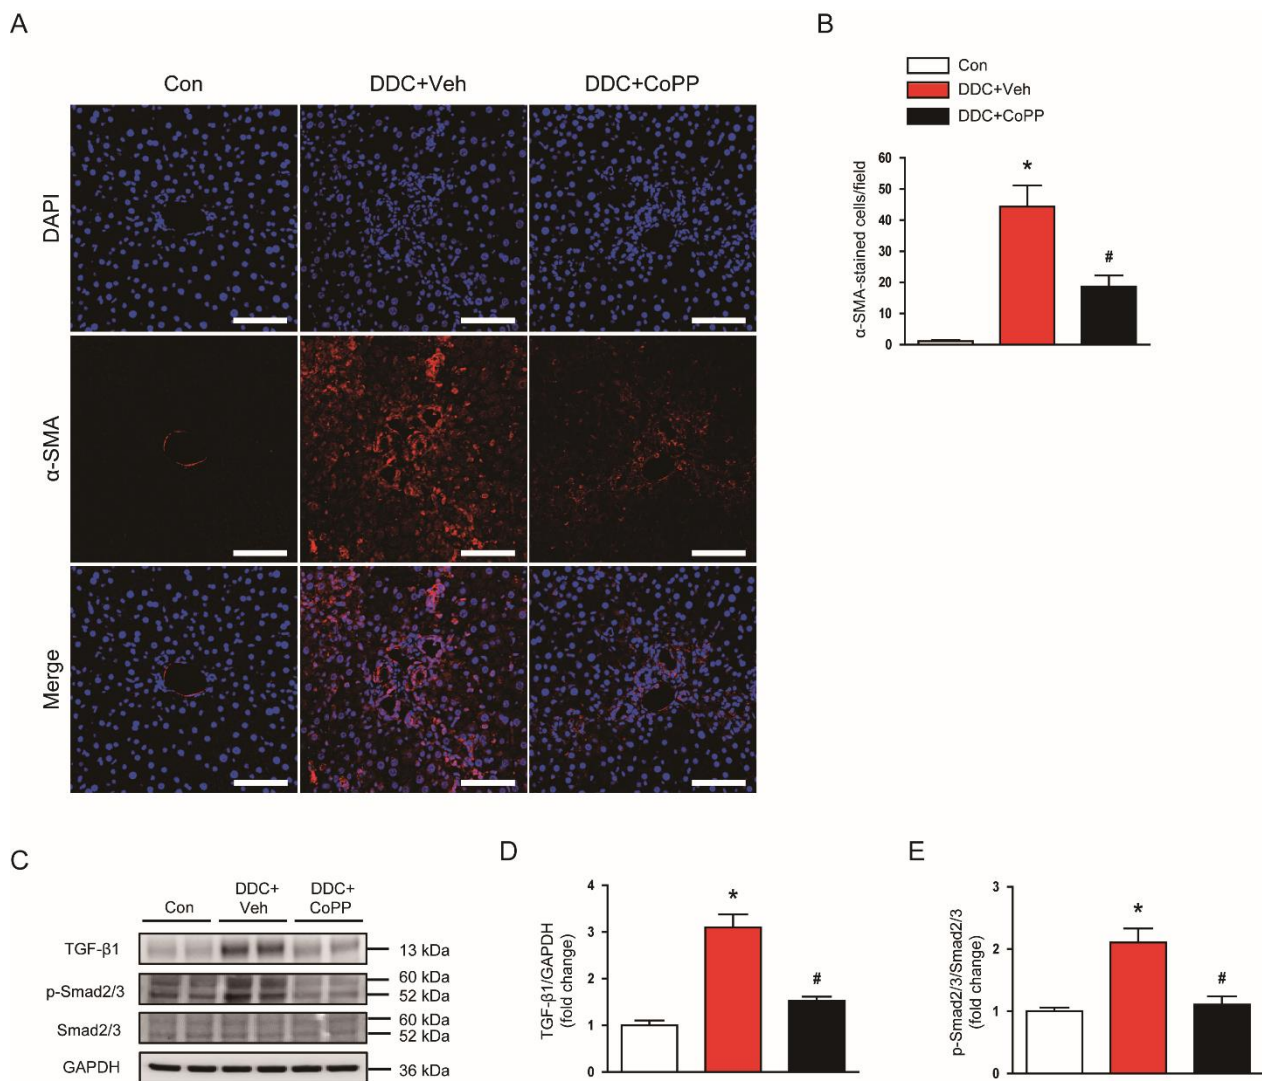 A
Con
DDC+Veh
DDC+CoPP
DAPI
α-SMA
Merge
B
Con
DDC+Veh
DDC+CoPP
α-SMA-stained cells/field
60
50
40
30
20
10
0
*
#
C
Con
DDC+
Veh
DDC+
CoPP
TGF-β1
13 kDa
p-Smad2/3
60 kDa
52 kDa
Smad2/3
60 kDa
52 kDa
GAPDH
36 kDa
D
TGF-β1/GAPDH
(fold change)
4
3
2
1
0
*
#
E
p-Smad2/3/Smad2/3
(fold change)
3
2
1
0
*
#